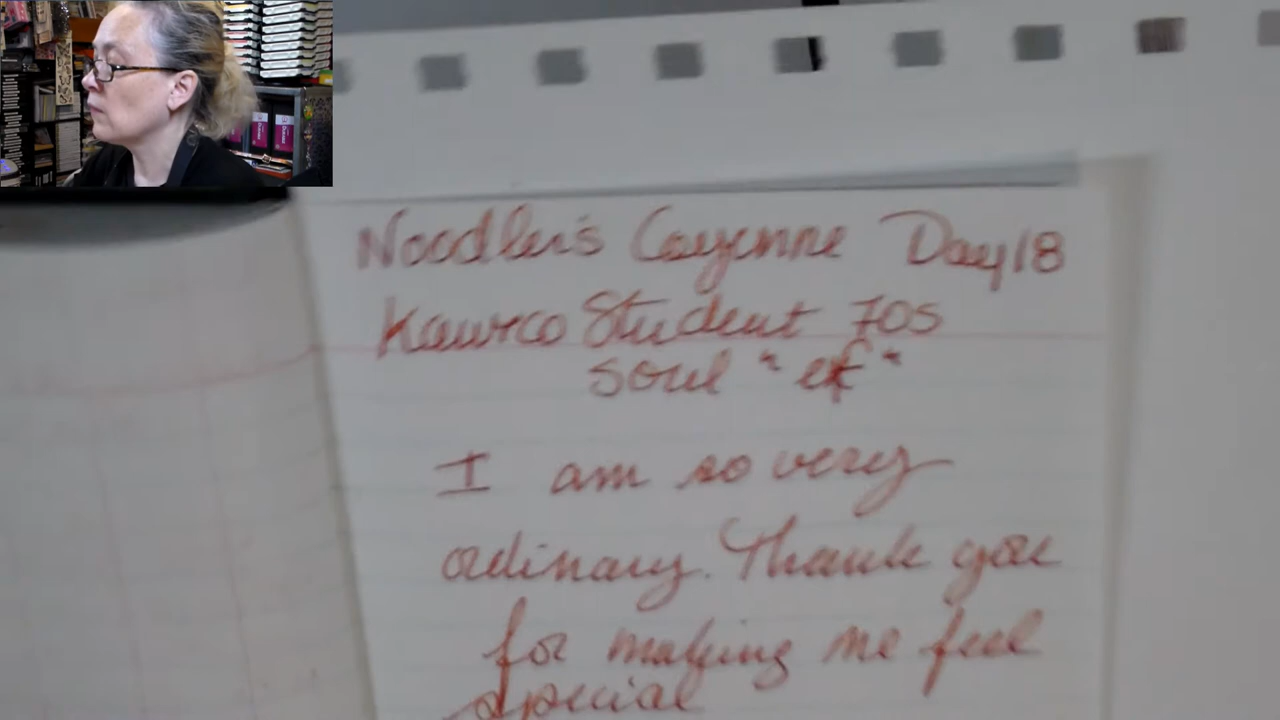 Noodler's Cayenne Day 18
Kaweco Student 70s
soul "ef"
I am so very
ordinary. Thank you
for making me feel
special